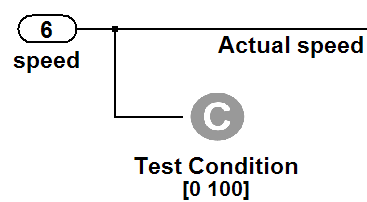 6
speed
Actual speed
C
Test Condition
[0 100]